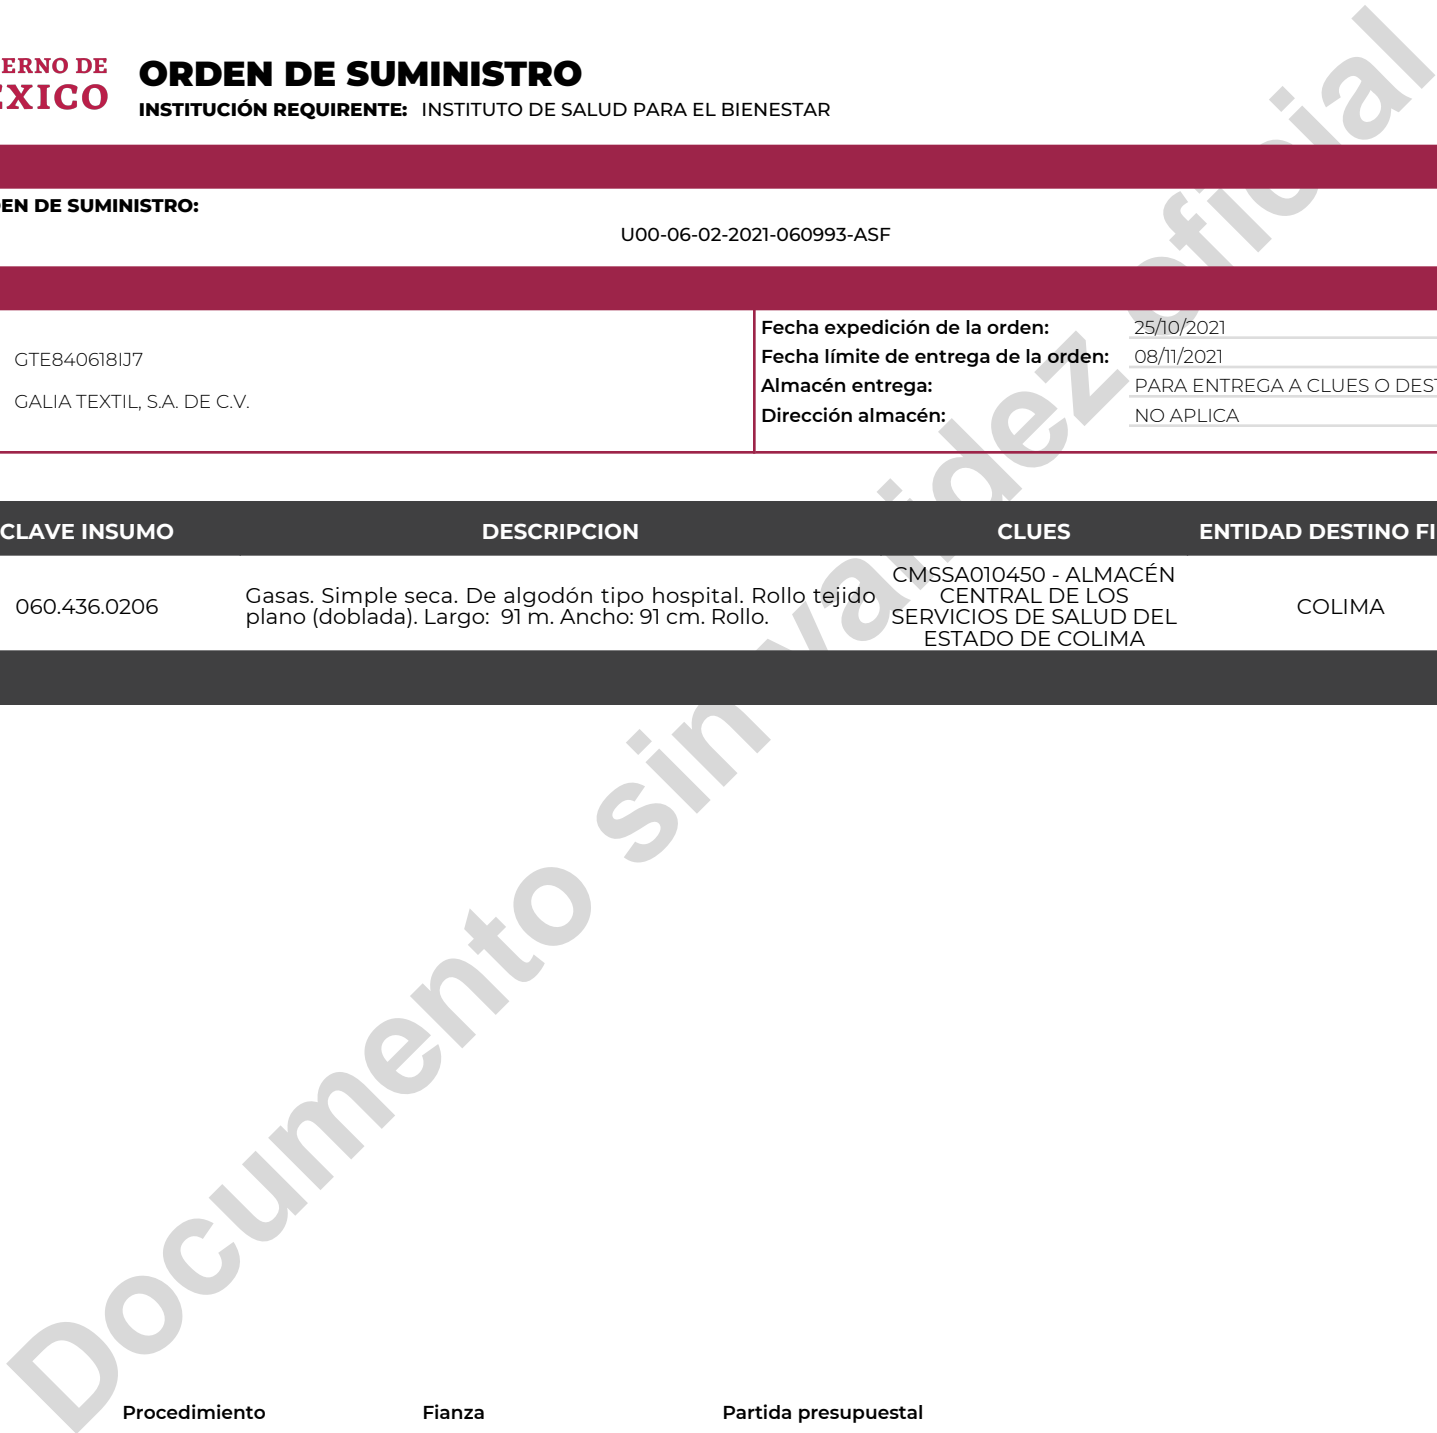 ERNO DE
ÉXICO
ORDEN DE SUMINISTRO
INSTITUCIÓN REQUIRENTE: INSTITUTO DE SALUD PARA EL BIENESTAR
EN DE SUMINISTRO:
U00-06-02-2021-060993-ASF
GTE840618IJ7
GALIA TEXTIL, S.A. DE C.V.
Fecha expedición de la orden: 25/10/2021
Fecha límite de entrega de la orden: 08/11/2021
Almacén entrega: PARA ENTREGA A CLUES O DEST
Dirección almacén: NO APLICA
CLAVE INSUMO DESCRIPCION CLUES ENTIDAD DESTINO FI
060.436.0206
Gasas. Simple seca. De algodón tipo hospital. Rollo tejido
plano (doblada). Largo: 91 m. Ancho: 91 cm. Rollo.
CMSSA010450 - ALMACÉN
CENTRAL DE LOS
SERVICIOS DE SALUD DEL
ESTADO DE COLIMA
COLIMA
Documento sin validez oficial
Procedimiento Fianza Partida presupuestal